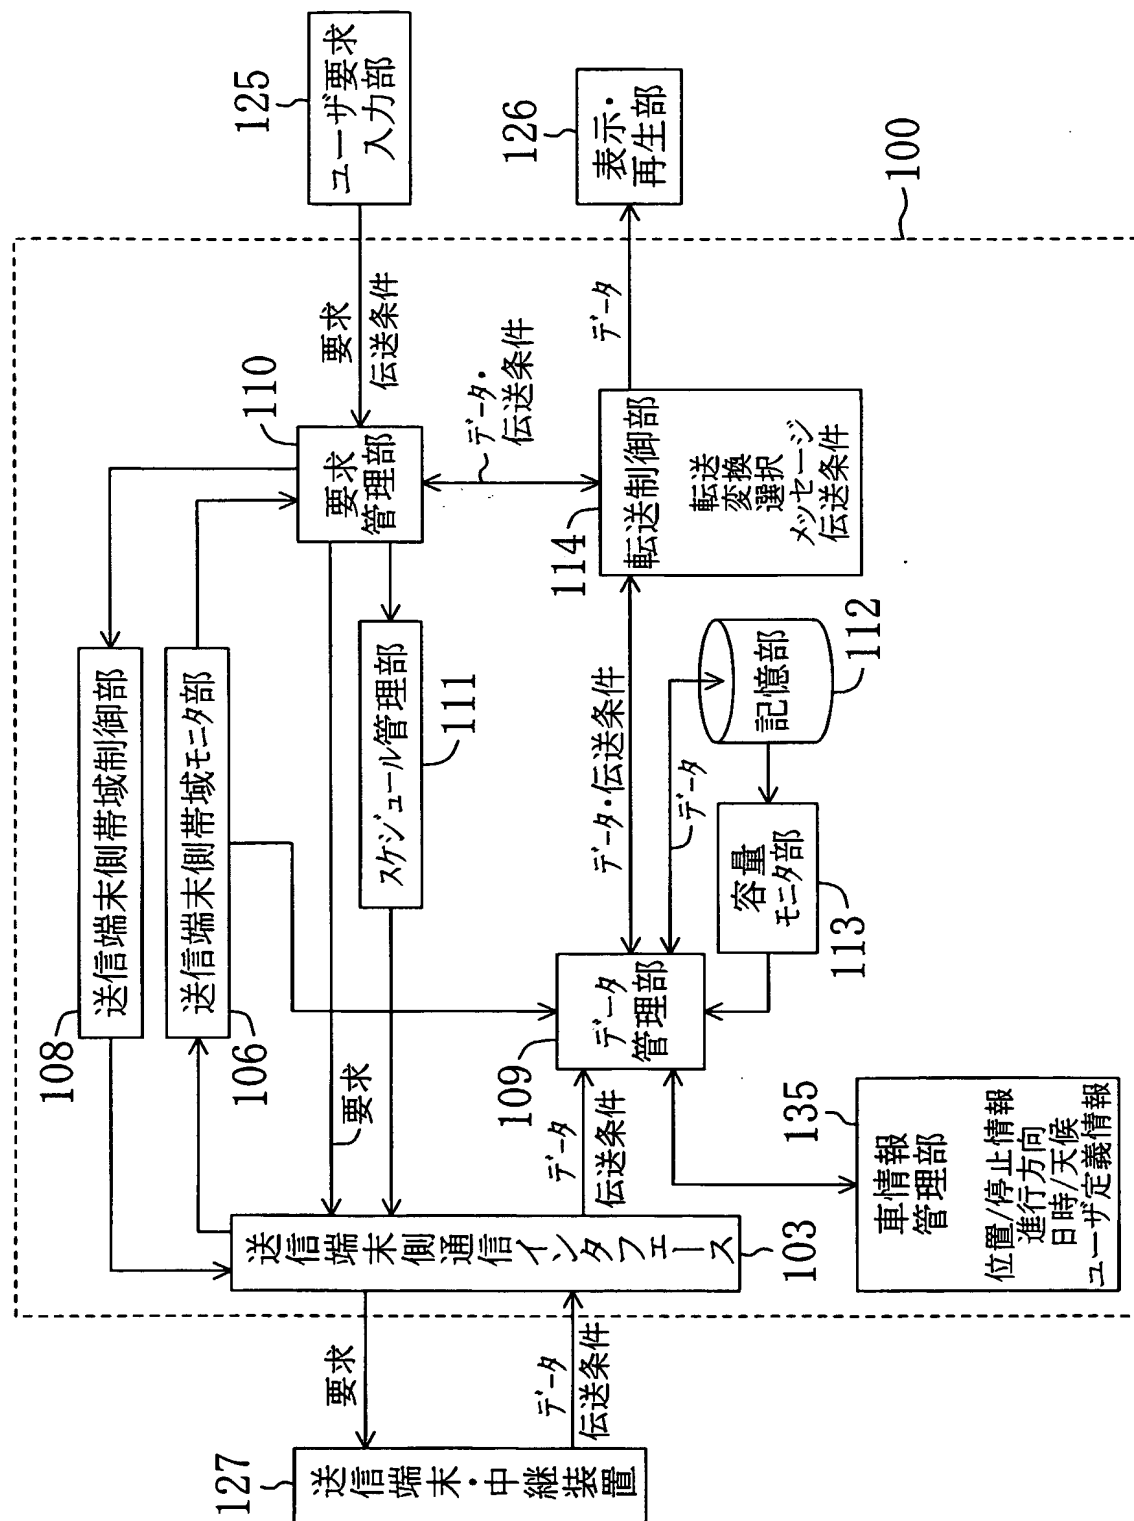 127
送信端末・中継装置
要求
データ
伝送条件
108
送信端末側帯域制御部
106
送信端末側帯域モニタ部
要求
スケジュール管理部
111
110
要求
管理部
要求
伝送条件
125
ユーザ要求
入力部
送信端末側通信インタフェース
103
データ
伝送条件
109
データ
管理部
データ・伝送条件
データ
データ・
伝送条件
114
転送制御部
転送
変換
選択
メッセージ
伝送条件
データ
126
表示・
再生部
100
容量
モニタ部
113
記憶部
112
135
車情報
管理部
位置/停止情報
進行方向
日時/天候
ユーザ定義情報